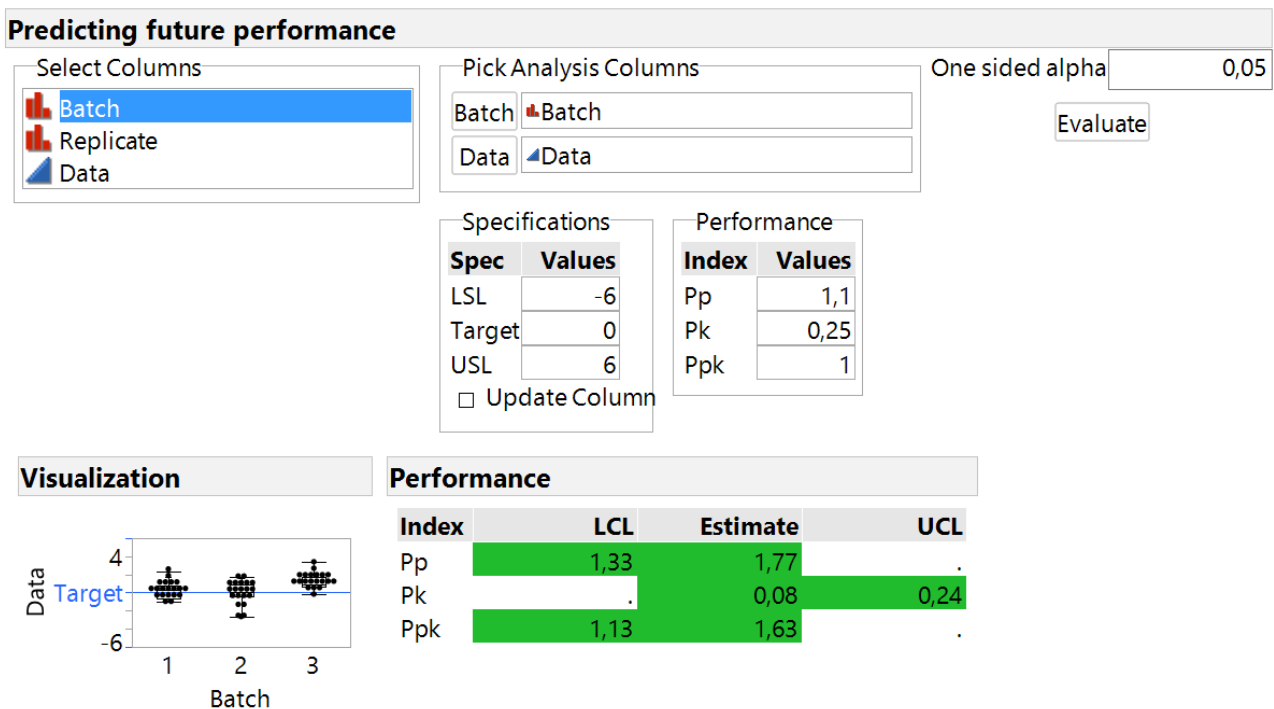 Predicting future performance
Select Columns
Batch
Replicate
Data
Pick Analysis Columns
Batch Batch
Data Data
One sided alpha 0,05
Evaluate
Specifications
Spec Values
LSL -6
Target 0
USL 6
Update Column
Performance
Index Values
Pp 1,1
Pk 0,25
Ppk 1
Visualization
4
Target
-6
Data
1 2 3
Batch
Performance
Index LCL Estimate UCL
Pp 1,33 1,77 .
Pk . 0,08 0,24
Ppk 1,13 1,63 .